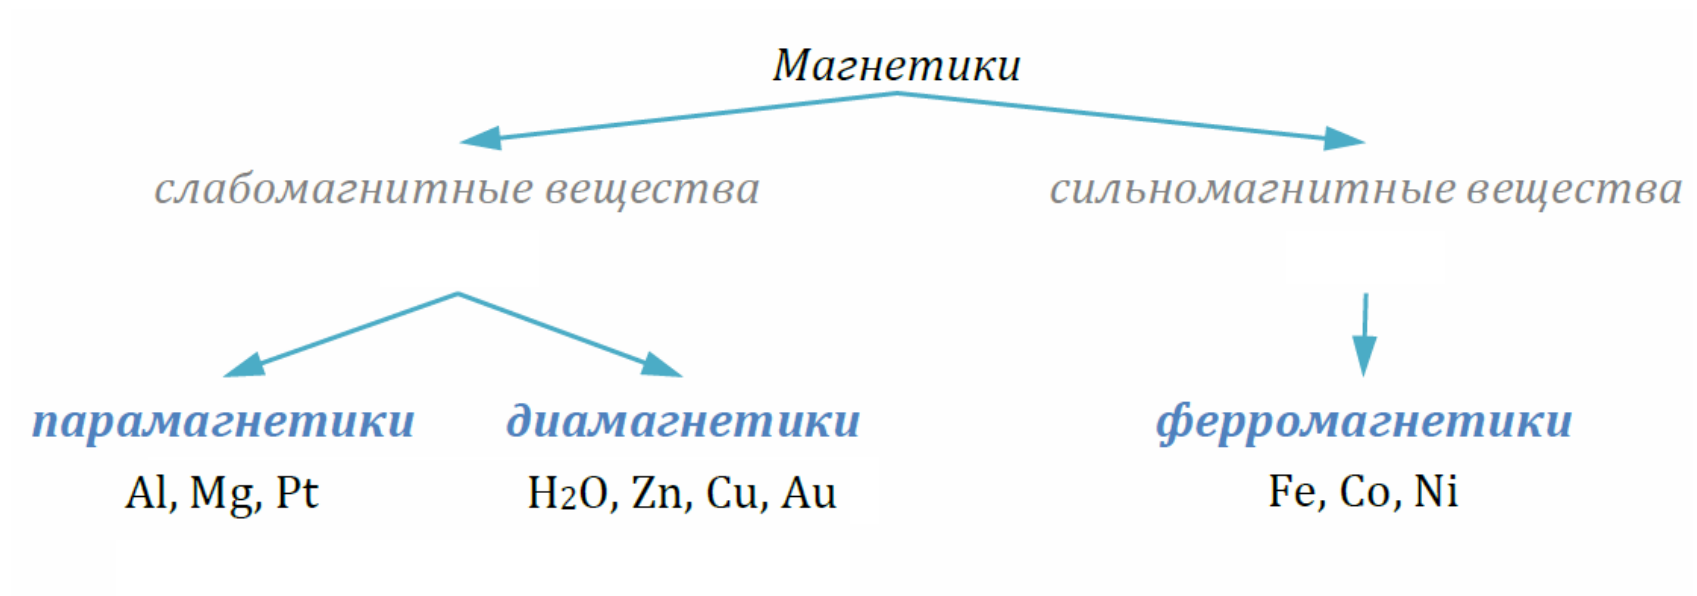 Магнетики
слабомагнитные вещества
сильномагнитные вещества
парамагнетики
диамагнетики
ферромагнетики
Al, Mg, Pt
H2O, Zn, Cu, Au
Fe, Co, Ni